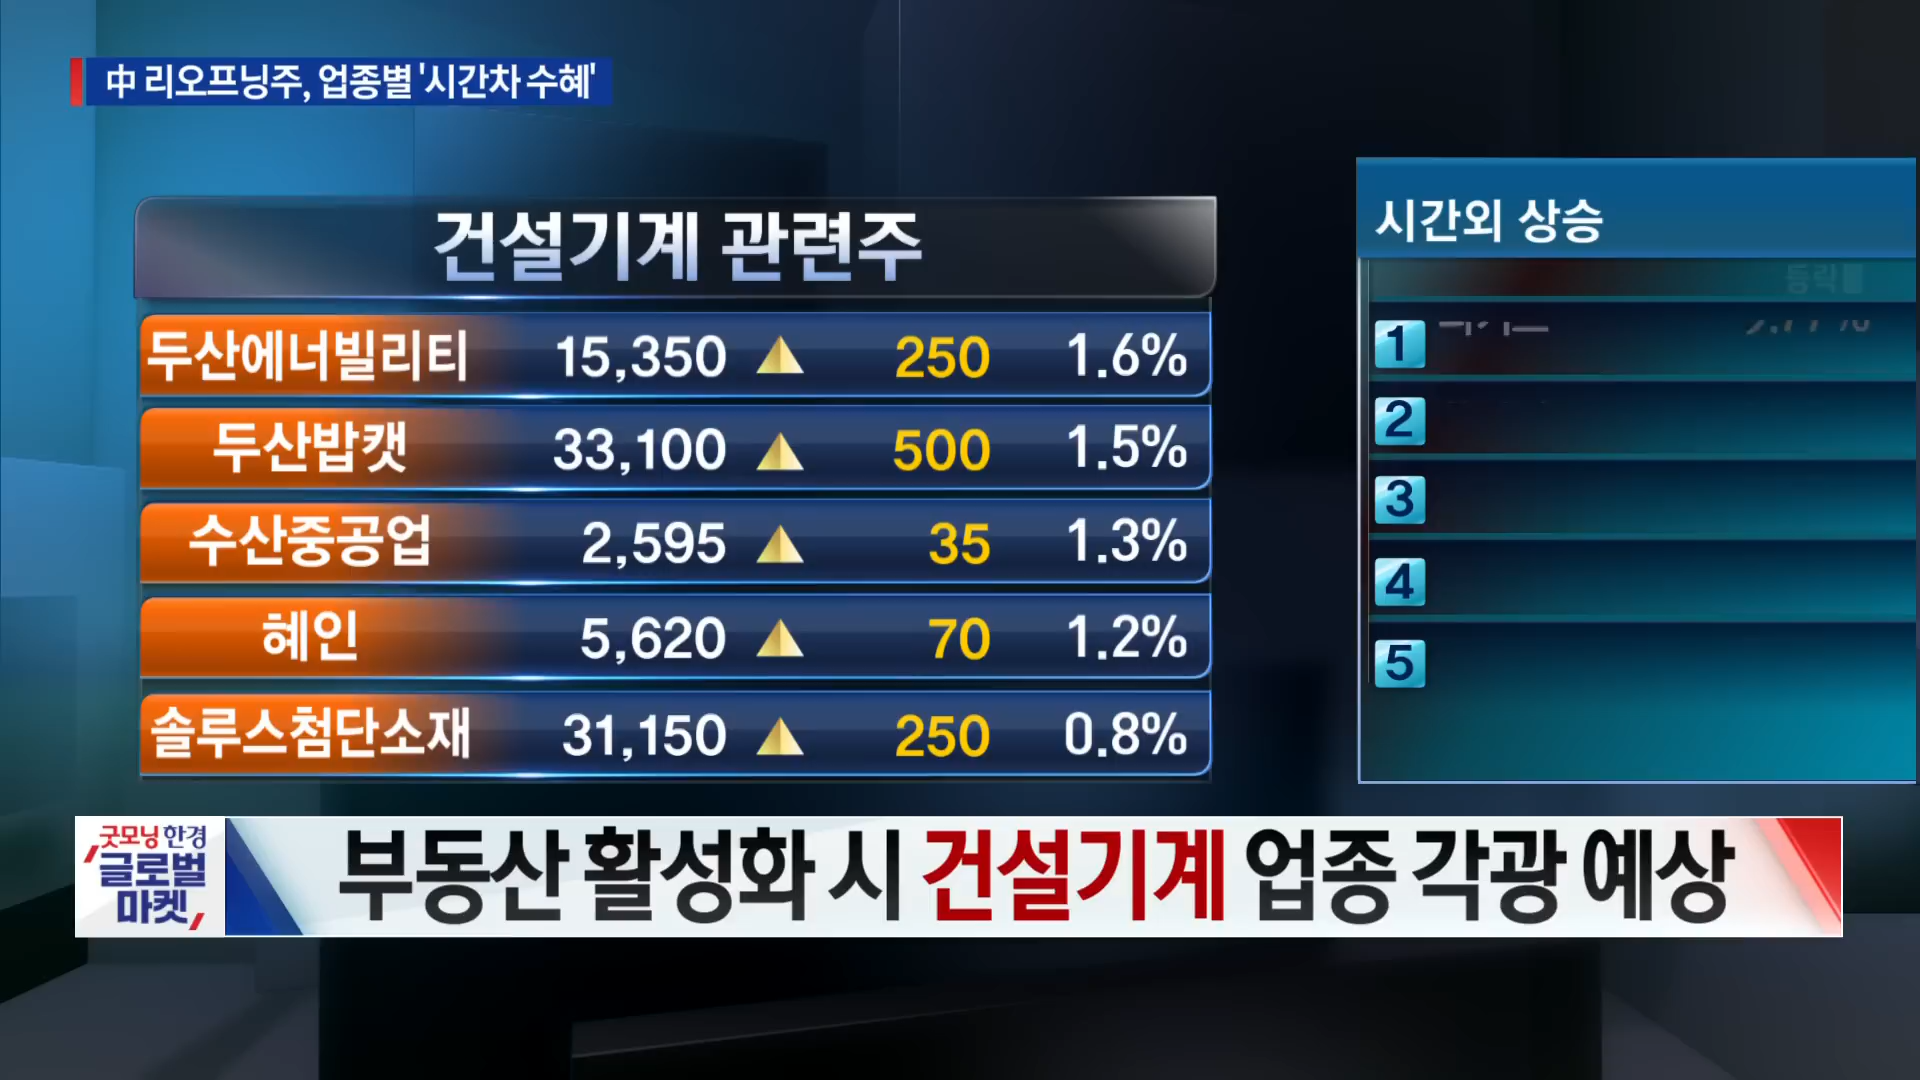 中 리오프닝주, 업종별 '시간차 수혜'
건설기계 관련주
두산에너빌리티 15,350 ▲ 250 1.6%
두산밥캣 33,100 ▲ 500 1.5%
수산중공업 2,595 ▲ 35 1.3%
혜인 5,620 ▲ 70 1.2%
솔루스첨단소재 31,150 ▲ 250 0.8%
시간외 상승
등락률
1
2
3
4
5
굿모닝 한경
글로벌
마켓
부동산 활성화 시 건설기계 업종 각광 예상